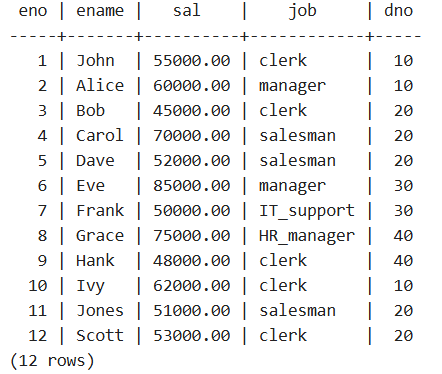 eno | ename | sal | job | dno
-----+-------+----------+------------+-----
1 | John | 55000.00 | clerk | 10
2 | Alice | 60000.00 | manager | 10
3 | Bob | 45000.00 | clerk | 20
4 | Carol | 70000.00 | salesman | 20
5 | Dave | 52000.00 | salesman | 20
6 | Eve | 85000.00 | manager | 30
7 | Frank | 50000.00 | IT_support | 30
8 | Grace | 75000.00 | HR_manager | 40
9 | Hank | 48000.00 | clerk | 40
10 | Ivy | 62000.00 | clerk | 10
11 | Jones | 51000.00 | salesman | 20
12 | Scott | 53000.00 | clerk | 20
(12 rows)